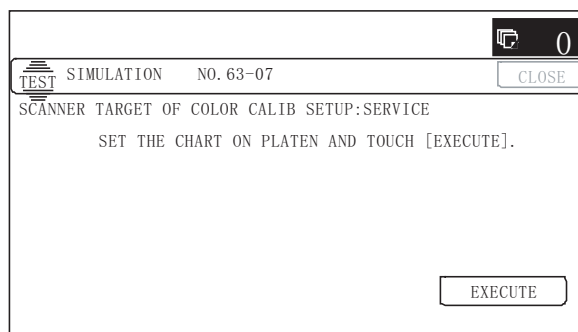 0
TEST SIMULATION NO.63-07 CLOSE
SCANNER TARGET OF COLOR CALIB SETUP:SERVICE
SET THE CHART ON PLATEN AND TOUCH [EXECUTE].
EXECUTE